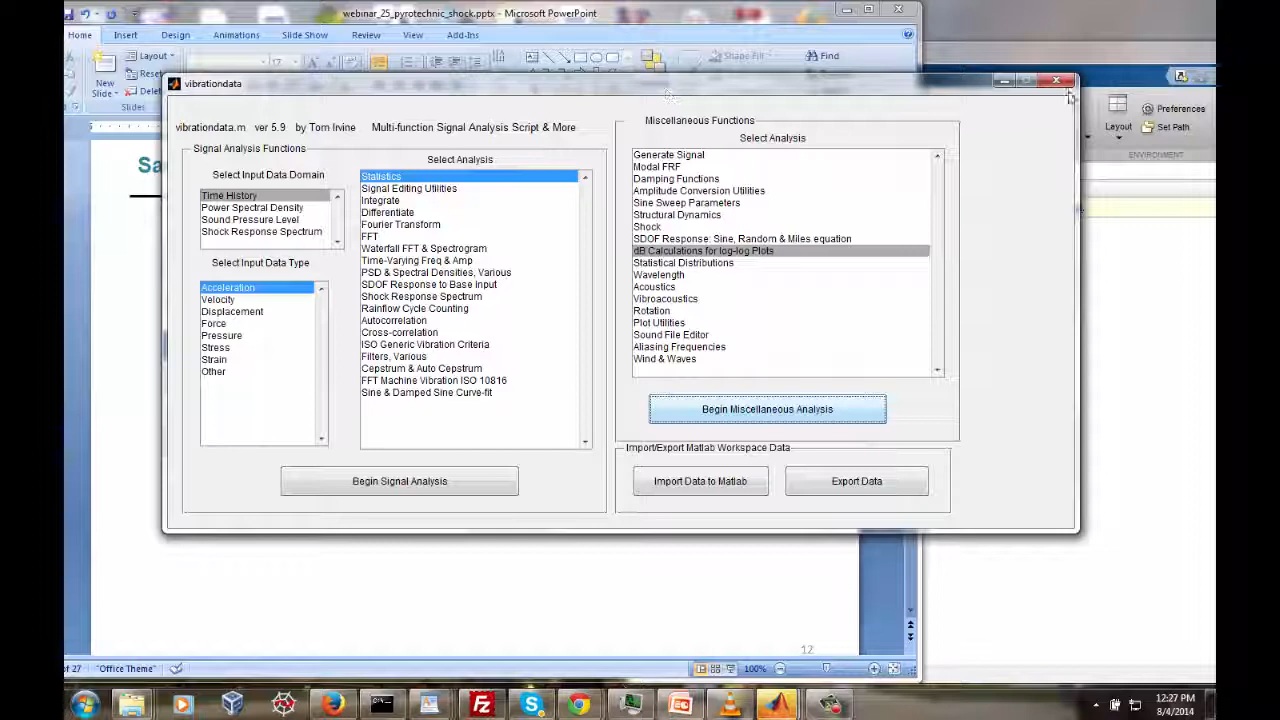 webinar_25_pyrotechnic_shock.pptx - Microsoft PowerPoint
Home
Insert
Design
Animations
Slide Show
Review
View
Add-Ins
Layout
Reset
Delete
New
Slide
Slides
17
Shape Fill
Find
Layout
Preferences
Set Path
ENVIRONMENT
vibrationdata
vibrationdata.m ver 5.9 by Tom Irvine Multi-function Signal Analysis Script & More
Signal Analysis Functions
Select Input Data Domain
Time History
Power Spectral Density
Sound Pressure Level
Shock Response Spectrum
Select Input Data Type
Acceleration
Velocity
Displacement
Force
Pressure
Stress
Strain
Other
Select Analysis
Statistics
Signal Editing Utilities
Integrate
Differentiate
Fourier Transform
FFT
Waterfall FFT & Spectrogram
Time-Varying Freq & Amp
PSD & Spectral Densities, Various
SDOF Response to Base Input
Shock Response Spectrum
Rainflow Cycle Counting
Autocorrelation
Cross-correlation
ISO Generic Vibration Criteria
Filters, Various
Cepstrum & Auto Cepstrum
FFT Machine Vibration ISO 10816
Sine & Damped Sine Curve-fit
Begin Signal Analysis
Miscellaneous Functions
Select Analysis
Generate Signal
Modal FRF
Damping Functions
Amplitude Conversion Utilities
Sine Sweep Parameters
Structural Dynamics
Shock
SDOF Response: Sine, Random & Miles equation
dB Calculations for log-log Plots
Statistical Distributions
Wavelength
Acoustics
Vibroacoustics
Rotation
Plot Utilities
Sound File Editor
Aliasing Frequencies
Wind & Waves
Begin Miscellaneous Analysis
Import/Export Matlab Workspace Data
Import Data to Matlab
Export Data
Sa
12
of 27
"Office Theme"
100%
12:27 PM
8/4/2014